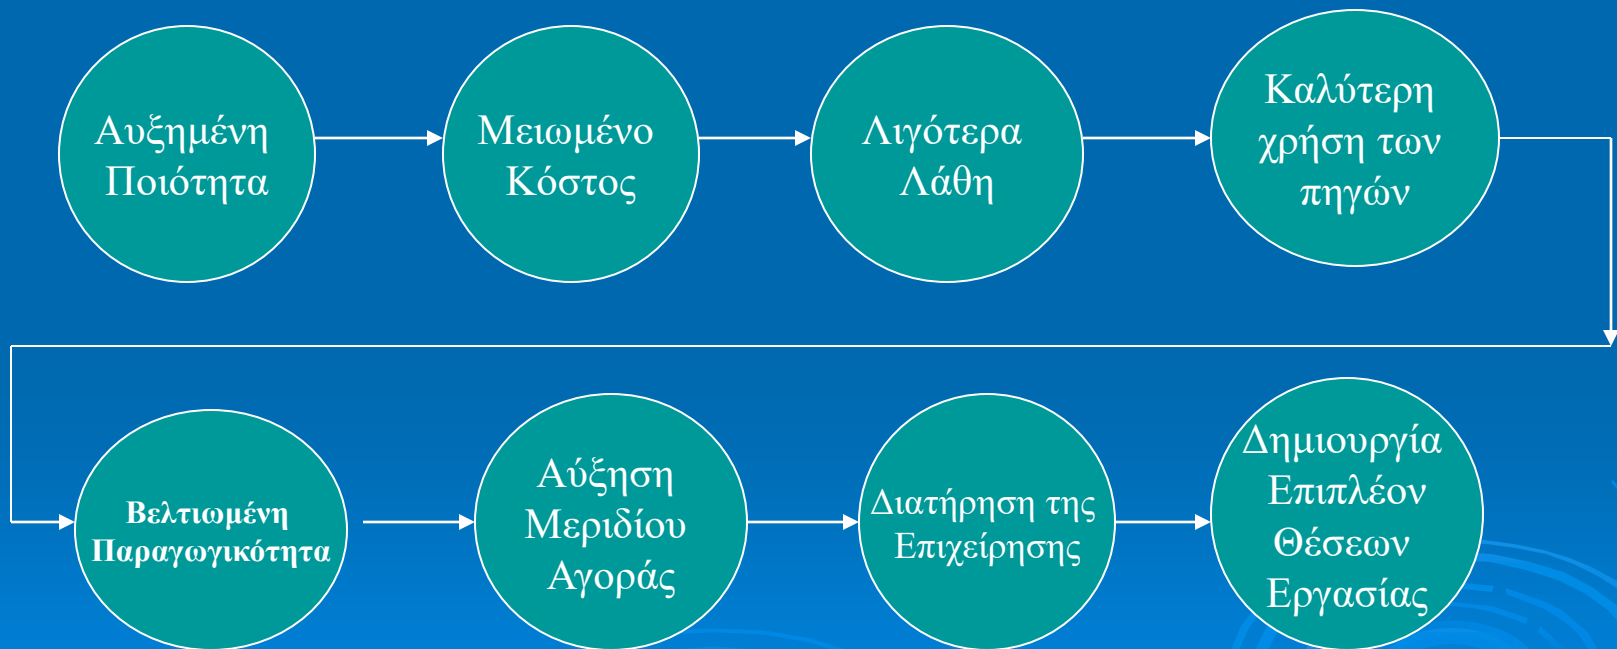 Αυξημένη
Ποιότητα
Μειωμένο
Κόστος
Λιγότερα
Λάθη
Καλύτερη
χρήση των
πηγών
Βελτιωμένη
Παραγωγικότητα
Αύξηση
Μεριδίου
Αγοράς
Διατήρηση της
Επιχείρησης
Δημιουργία
Επιπλέον
Θέσεων
Εργασίας